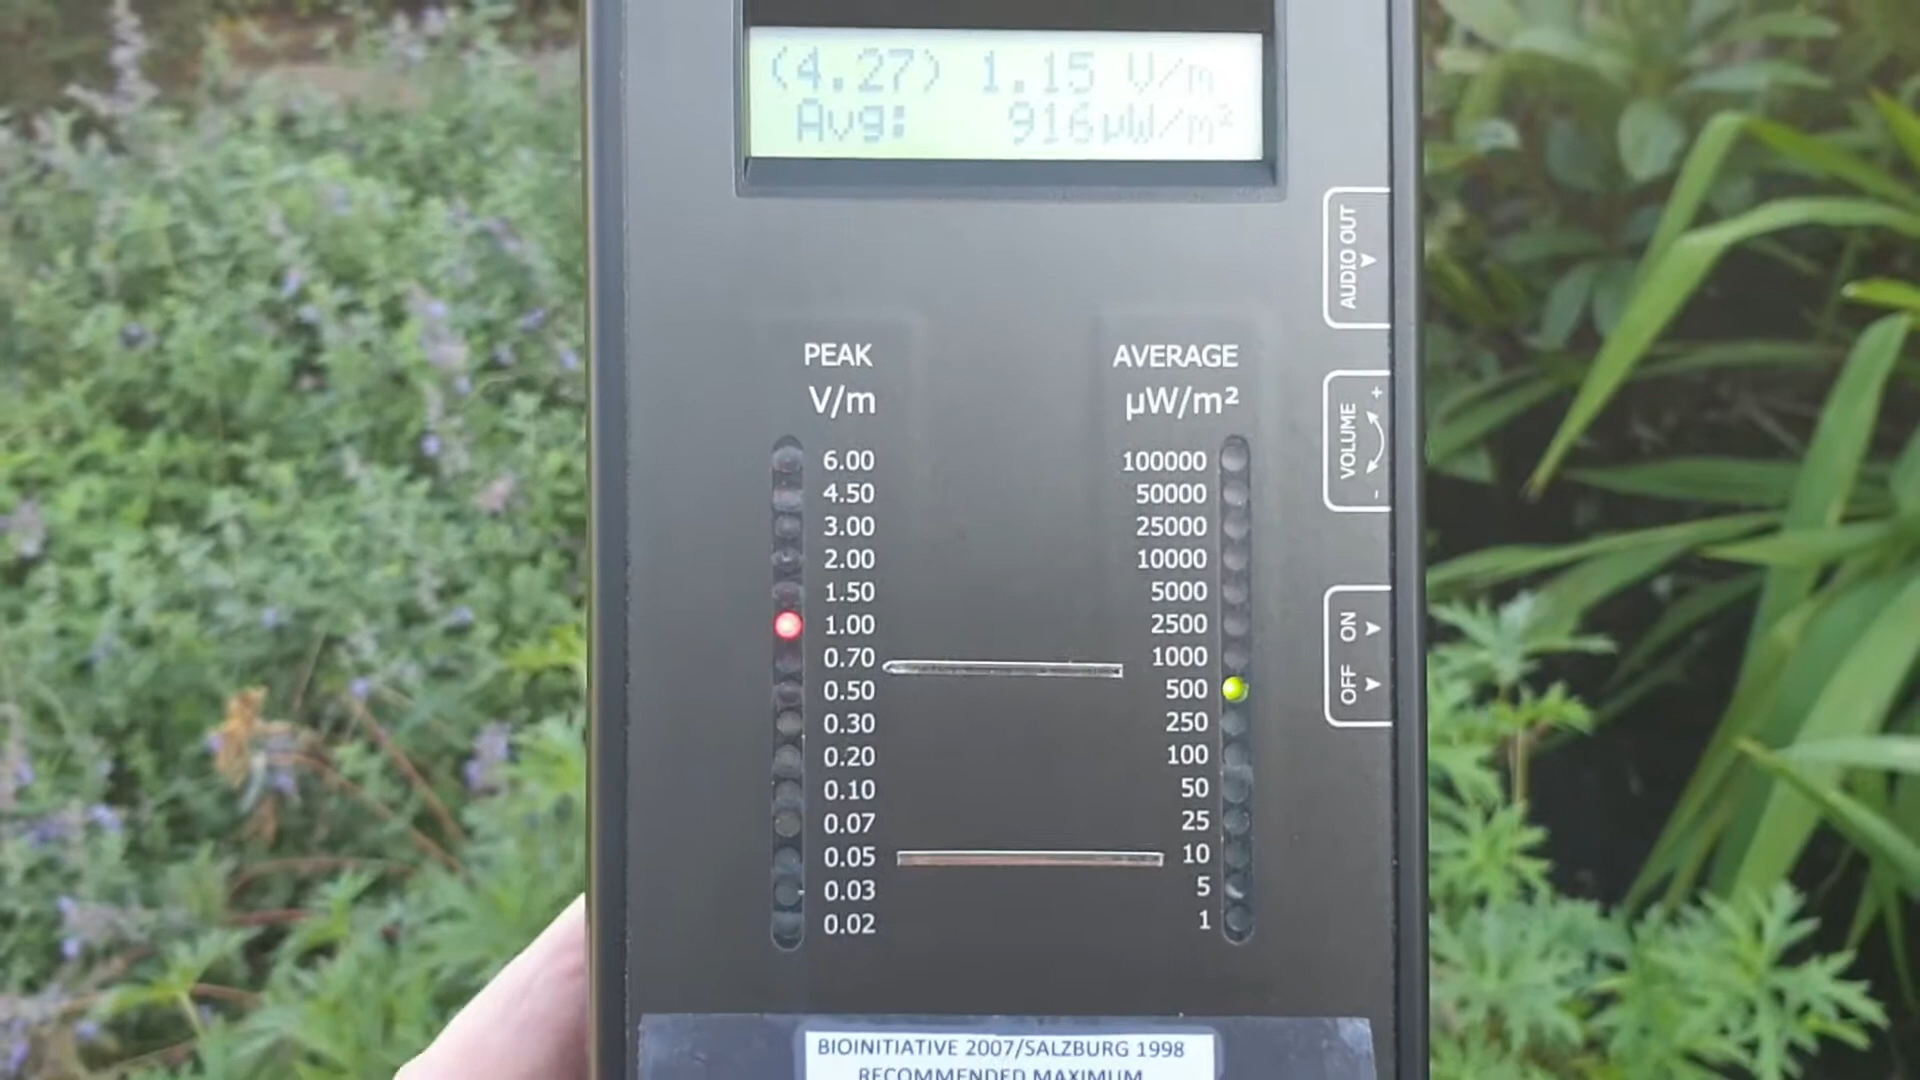 (4.27) 1.15 V/m
Avg: 916µW/m²
AUDIO OUT
PEAK
V/m
AVERAGE
µW/m²
VOLUME
- +
6.00
4.50
3.00
2.00
1.50
1.00
0.70
0.50
0.30
0.20
0.10
0.07
0.05
0.03
0.02
100000
50000
25000
10000
5000
2500
1000
500
250
100
50
25
10
5
1
OFF ON
BIOINITIATIVE 2007/SALZBURG 1998
RECOMMENDED MAXIMUM